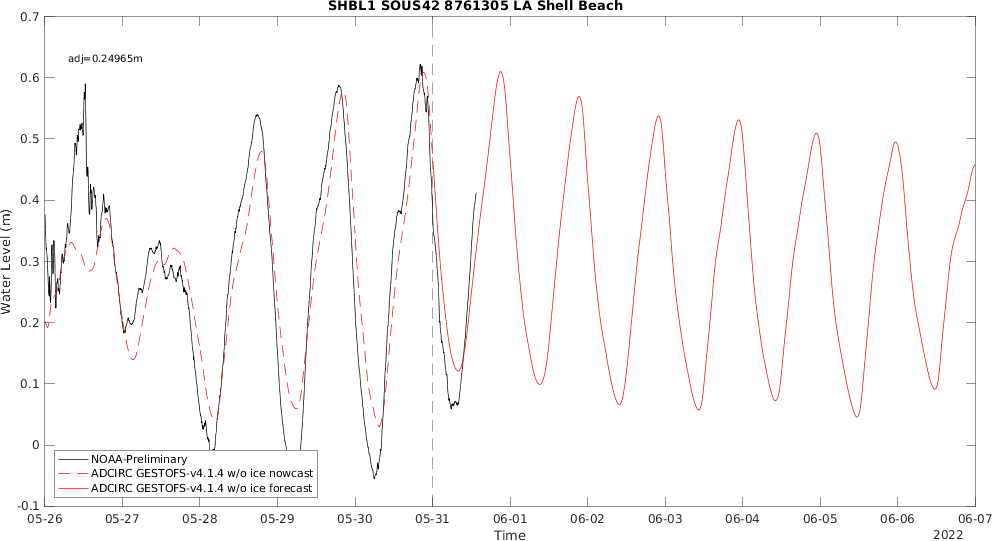 SHBL1 SOUS42 8761305 LA Shell Beach
adj=0.24965m
Water Level (m)
0.7
0.6
0.5
0.4
0.3
0.2
0.1
0
-0.1
NOAA-Preliminary
ADCIRC GESTOFS-v4.1.4 w/o ice nowcast
ADCIRC GESTOFS-v4.1.4 w/o ice forecast
05-26 05-27 05-28 05-29 05-30 05-31 06-01 06-02 06-03 06-04 06-05 06-06 06-07
Time
2022